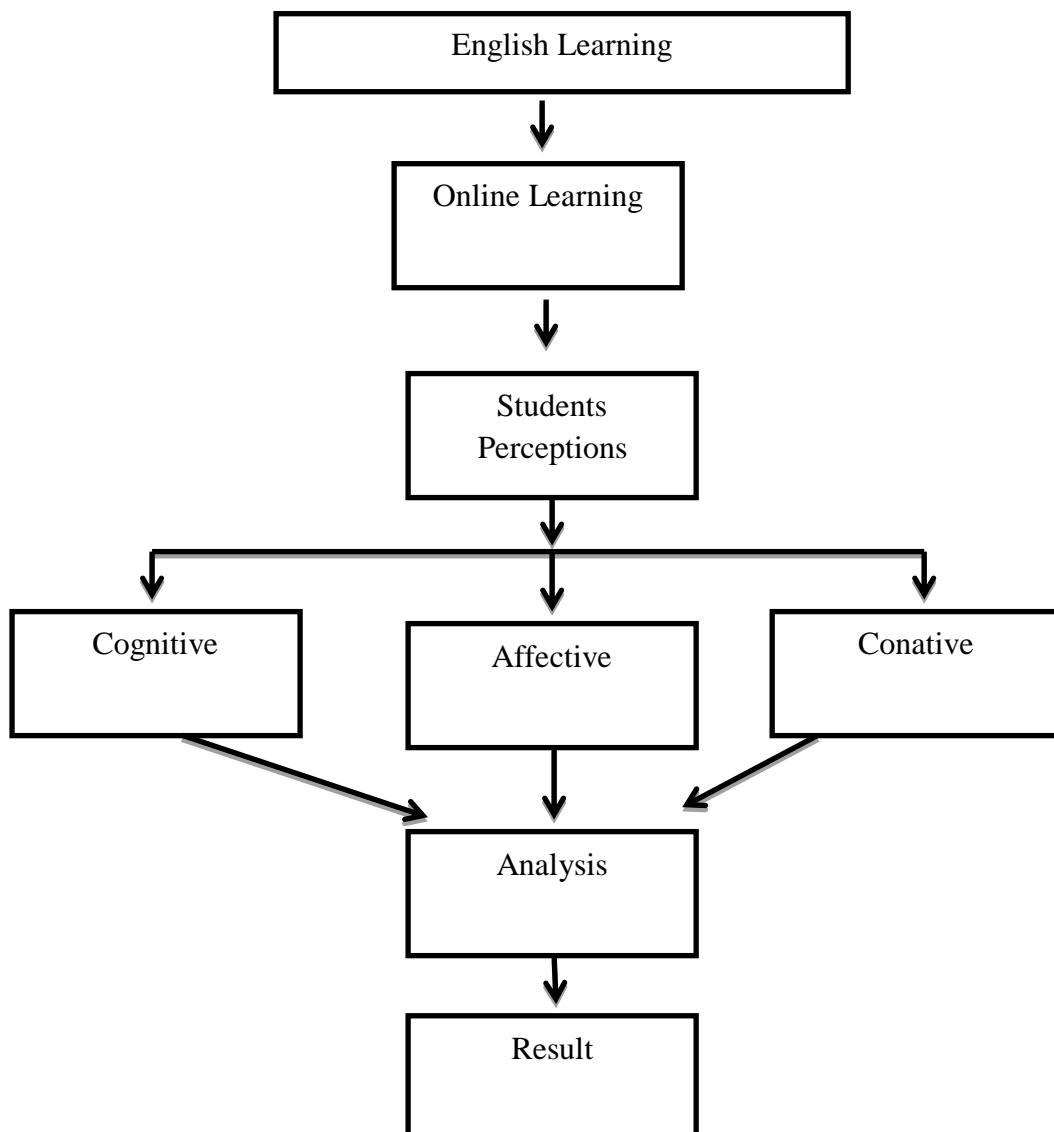 English Learning
Online Learning
Students
Perceptions
Cognitive
Affective
Conative
Analysis
Result